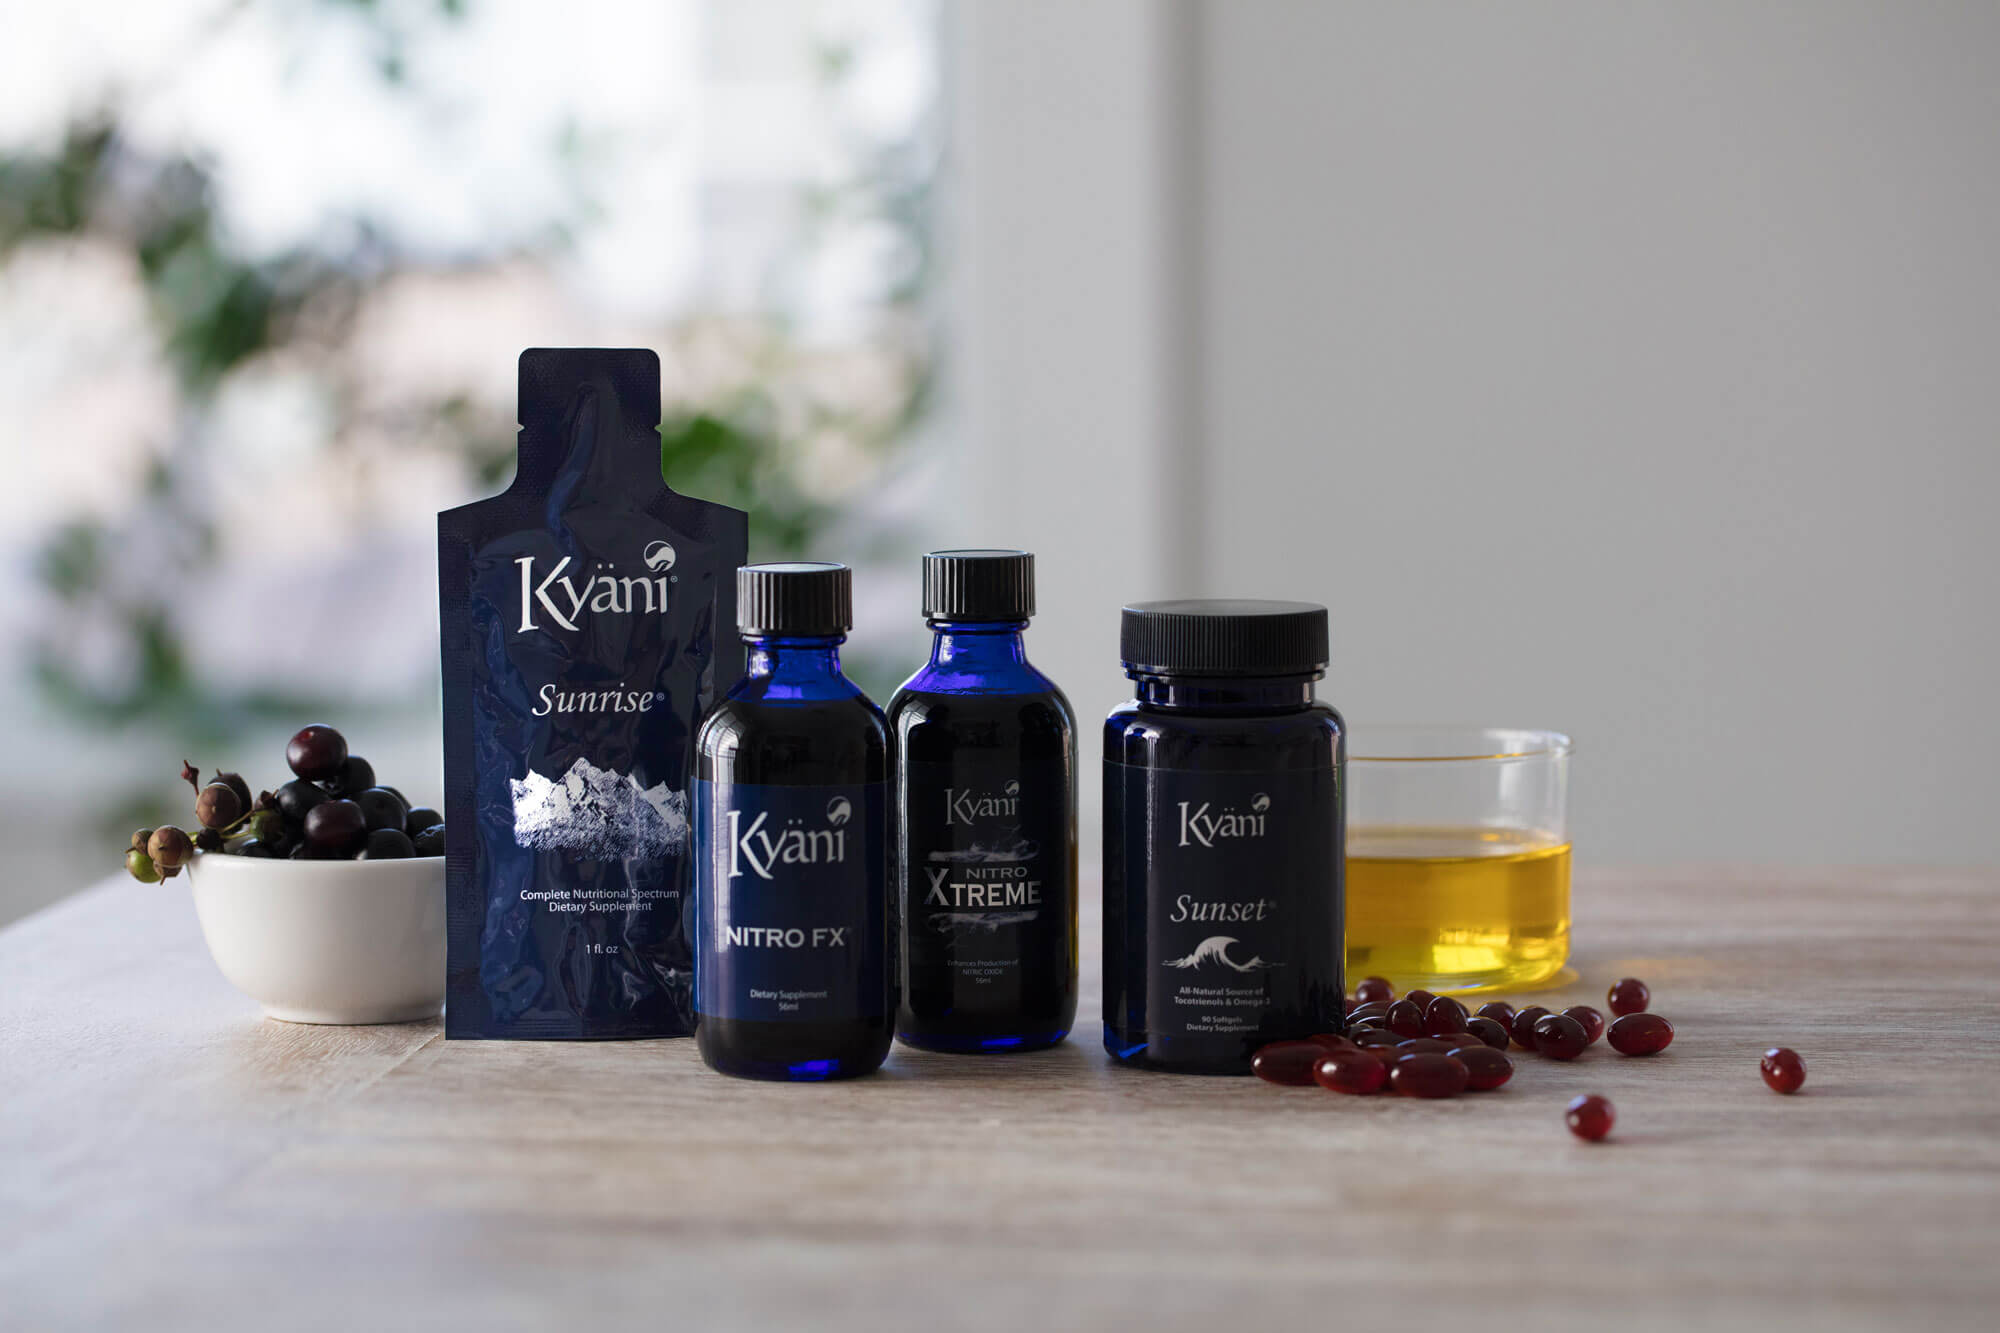 Kyäni®
Sunrise®
Complete Nutritional Spectrum
Dietary Supplement
1 fl. oz
Kyäni
NITRO FX®
Dietary Supplement
56ml
Kyäni
NITRO
XTREME
Enhances Production of
NITRIC OXIDE
56ml
Kyäni
Sunset®
All-Natural Source of
Tocotrienols & Omega-3
90 Softgels
Dietary Supplement